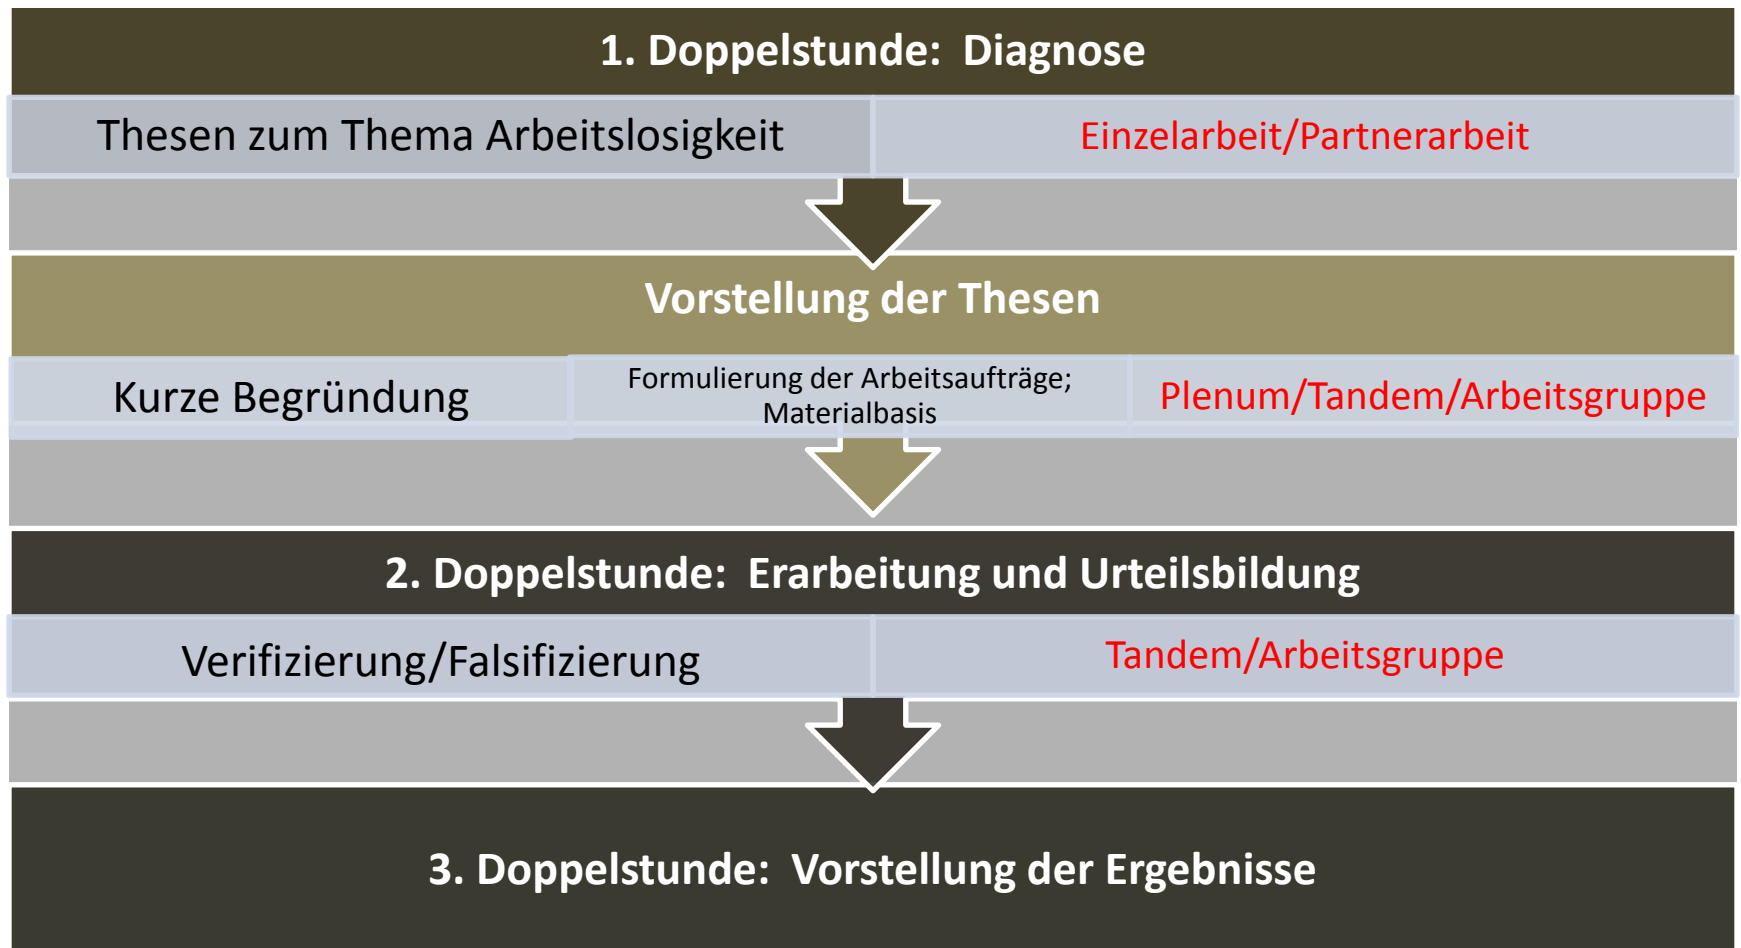 1. Doppelstunde:  Diagnose
Thesen zum Thema Arbeitslosigkeit
Einzelarbeit/Partnerarbeit
Vorstellung der Thesen
Kurze Begründung
Formulierung der Arbeitsaufträge;
Materialbasis
Plenum/Tandem/Arbeitsgruppe
2. Doppelstunde:  Erarbeitung und Urteilsbildung
Verifizierung/Falsifizierung
Tandem/Arbeitsgruppe
3. Doppelstunde:  Vorstellung der Ergebnisse